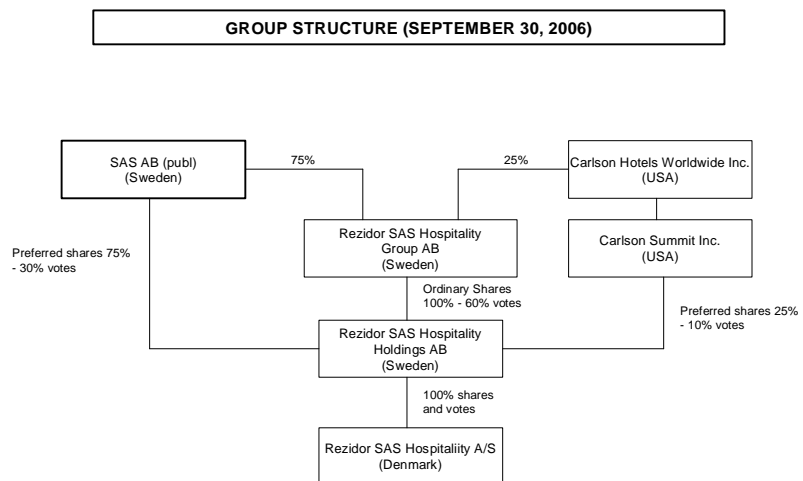 GROUP STRUCTURE (SEPTEMBER 30, 2006)
SAS AB (publ)
(Sweden)
75%
25%
Carlson Hotels Worldwide Inc.
(USA)
Rezidor SAS Hospitality
Group AB
(Sweden)
Carlson Summit Inc.
(USA)
Preferred shares 75%
- 30% votes
Ordinary Shares
100% - 60% votes
Preferred shares 25%
- 10% votes
Rezidor SAS Hospitality
Holdings AB
(Sweden)
100% shares
and votes
Rezidor SAS Hospitaliity A/S
(Denmark)